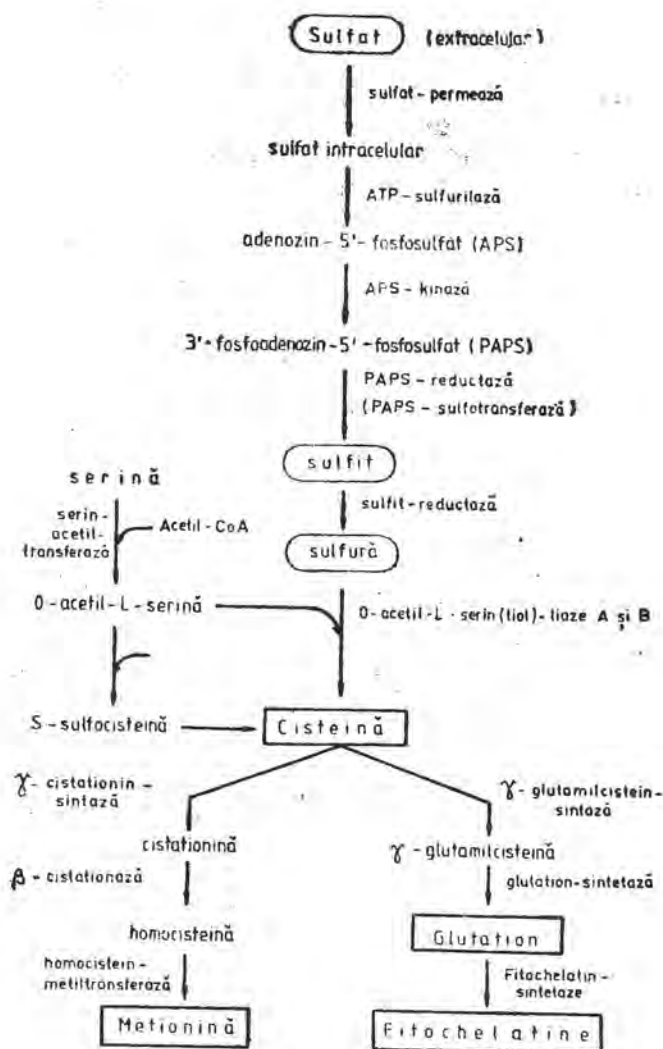 Sulfat (extracelular)
sulfat - permează
sulfat intracelular
ATP - sulfurilază
adenozin - 5' - fosfosulfat (APS)
APS - kinază
3' - fosfoadenozin - 5' - fosfosulfat (PAPS)
PAPS - reductază
(PAPS - sulfotransferază)
sulfit
serină
sulfit - reductază
serin -
acetil -
transferază
Acetil - CoA
sulfură
O - acetil - L - serină
O - acetil - L - serin (tiol) - liaze A și B
S - sulfocisteină
Cisteină
γ - cistationin -
sintază
γ - glutamilcistein -
sintază
cistationină
γ - glutamilcisteină
β - cistationază
glutation - sintetază
homocisteină
Glutation
homocistein -
metiltransferază
Fitochelatin -
sintetaze
Metionină
Fitochelatine